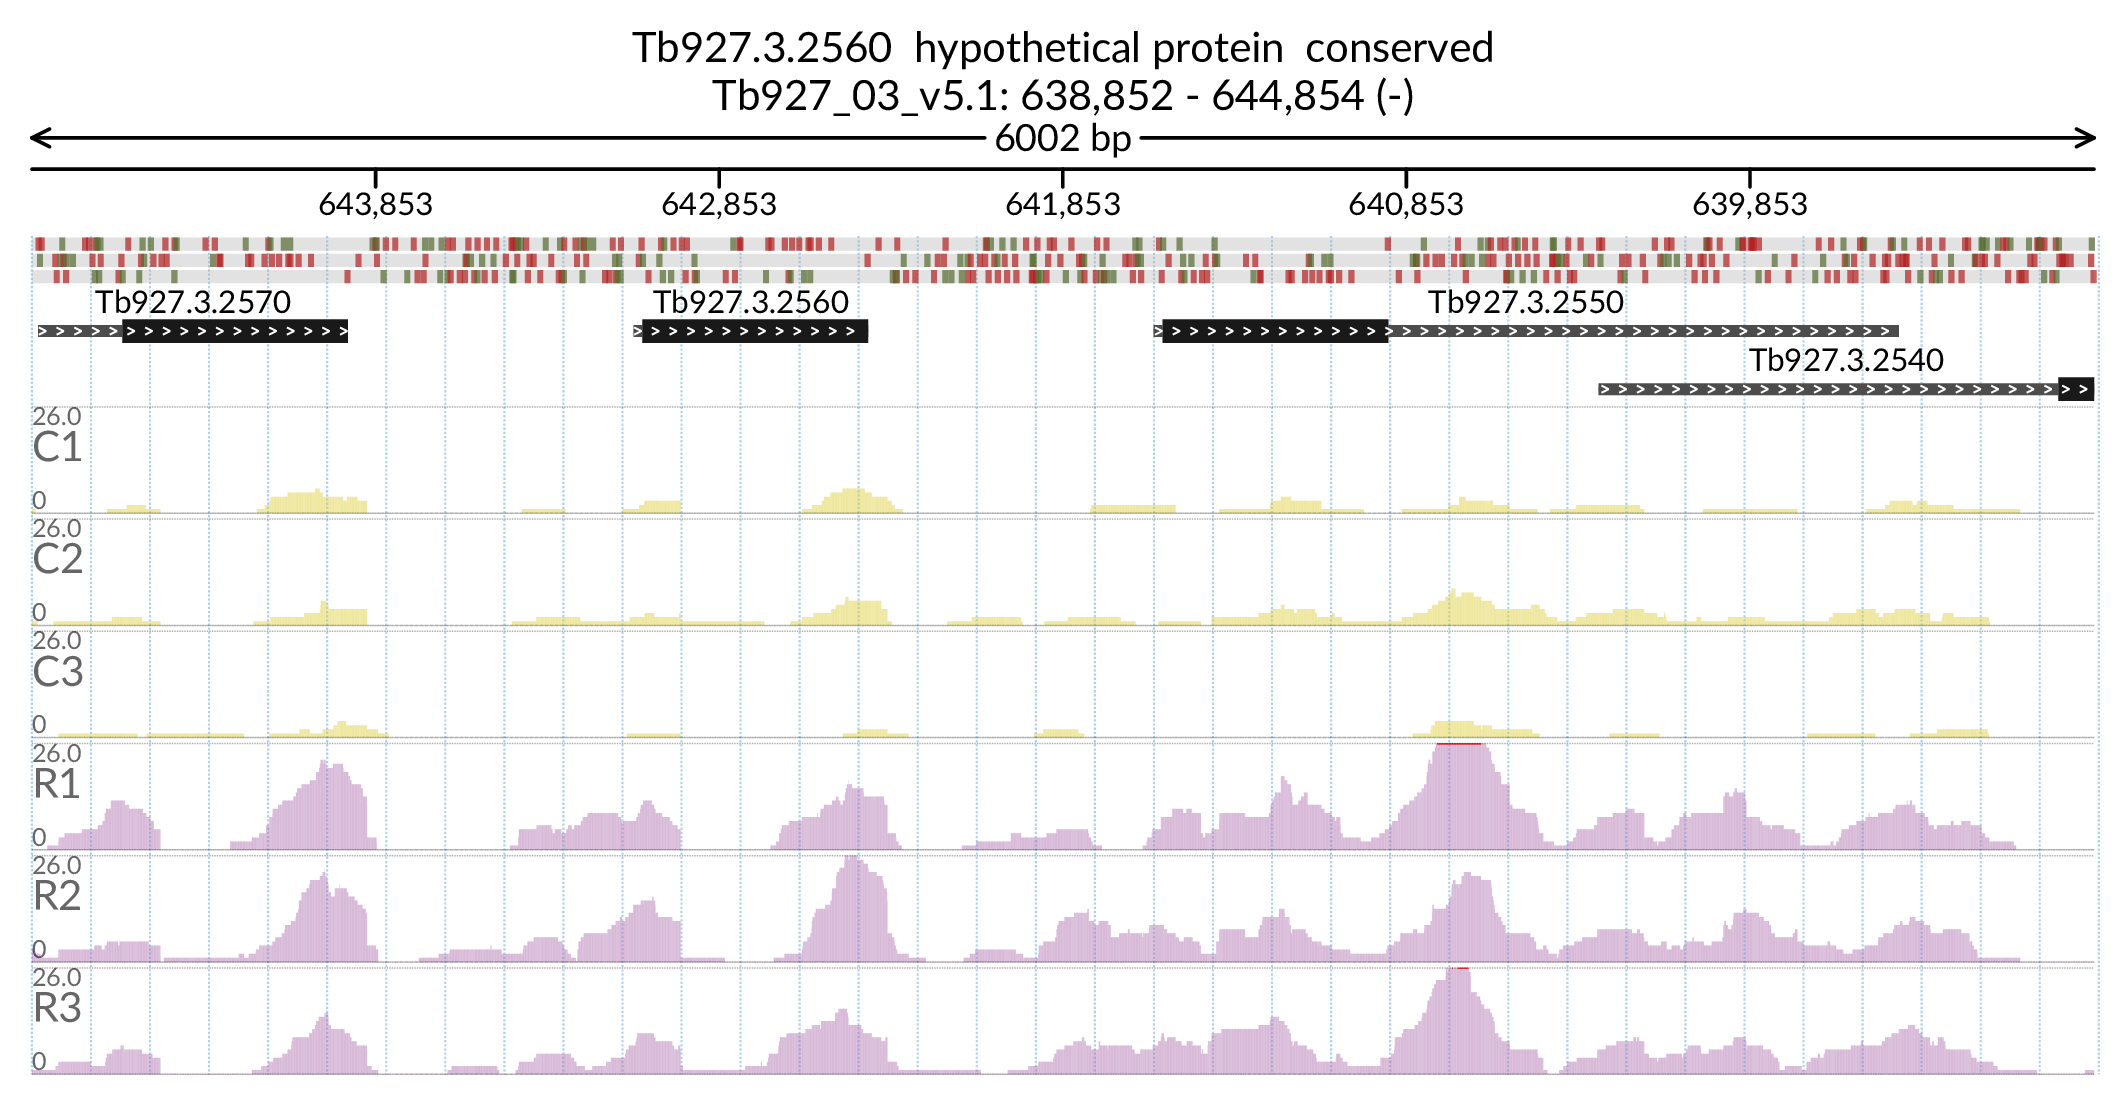 Tb927.3.2560  hypothetical protein  conserved
Tb927_03_v5.1: 638,852 - 644,854 (-)
6002 bp
643,853 642,853 641,853 640,853 639,853
Tb927.3.2570 Tb927.3.2560 Tb927.3.2550
Tb927.3.2540
26.0
C1
0
26.0
C2
0
26.0
C3
0
26.0
R1
0
26.0
R2
0
26.0
R3
0